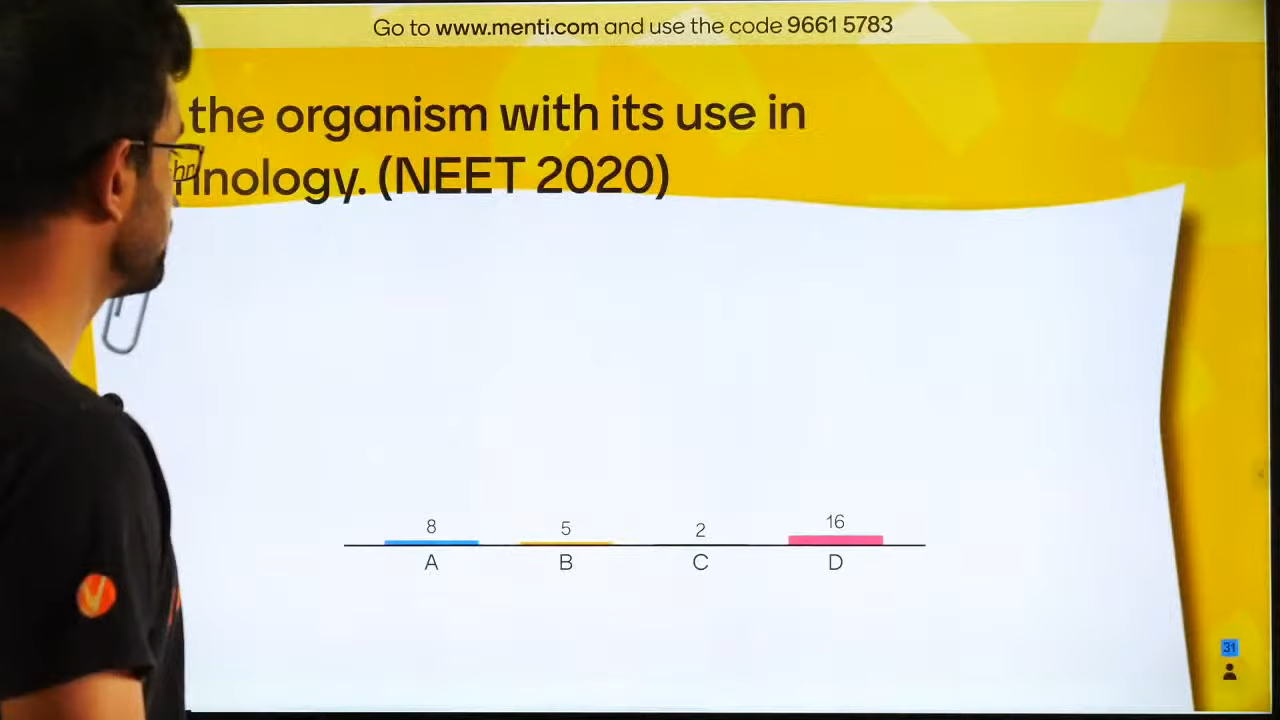 Go to www.menti.com and use the code 9661 5783
the organism with its use in
hnology. (NEET 2020)
8
5
2
16
A
B
C
D
31